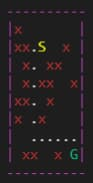 ----------
|x       |
|xx.S  x |
| x. xx  |
| x.xx  x|
|xx. x   |
|x .x    |
|  ......|
| xx  x G|
----------